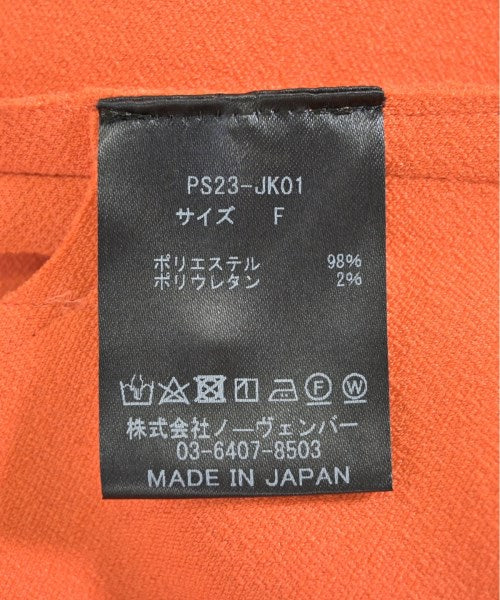 PS23-JK01
サイズ F
ポリエステル 98%
ポリウレタン 2%
F W
株式会社ノーヴェンバー
03-6407-8503
MADE IN JAPAN